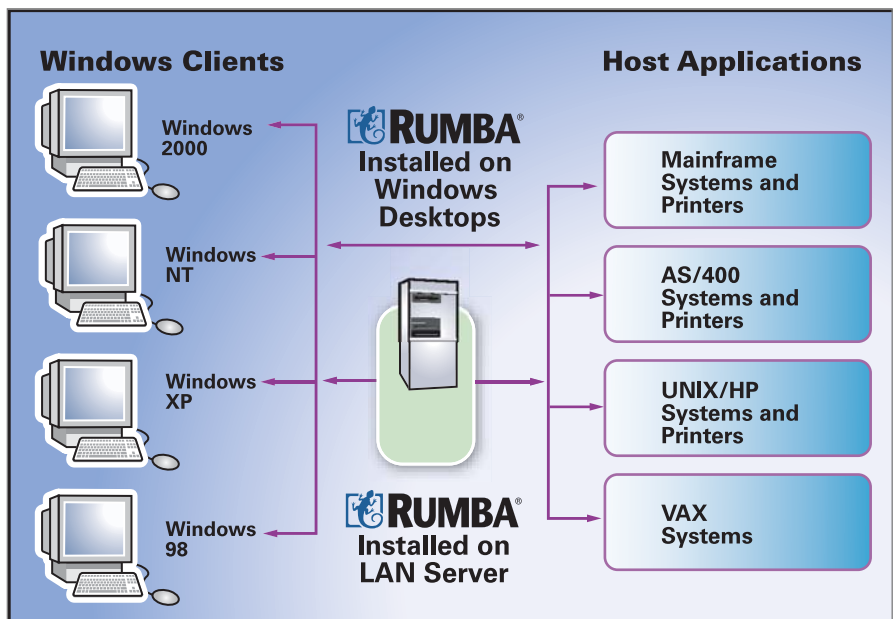 Windows Clients
Windows
2000
Windows
NT
Windows
XP
Windows
98
RUMBA®
Installed on
Windows
Desktops
RUMBA®
Installed on
LAN Server
Host Applications
Mainframe
Systems and
Printers
AS/400
Systems and
Printers
UNIX/HP
Systems and
Printers
VAX
Systems